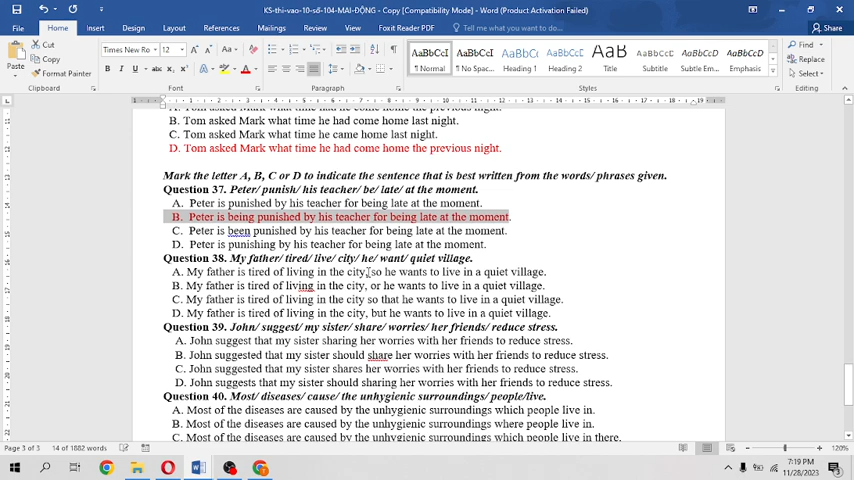 KS-thi-vao-10-số-104-MAI-ĐỘNG - Copy [Compatibility Mode] - Word (Product Activation Failed)
File Home Insert Draw Design Layout References Mailings Review View Foxit Reader PDF Tell me what you want to do... Share
Paste Cut Copy Format Painter Clipboard
Times New Ro 12 Font
Paragraph
AaBbCcI AaBbCcI AaBbC AaBbCc AaB AaBbCcD AaBbCcD AaBbCcI
¶ Normal ¶ No Spac... Heading 1 Heading 2 Title Subtitle Subtle Em... Emphasis
Styles
Find Replace Select Editing
A. Tom asked Mark what time had he come home the previous night.
B. Tom asked Mark what time he had come home last night.
C. Tom asked Mark what time he came home last night.
D. Tom asked Mark what time he had come home the previous night.
Mark the letter A, B, C or D to indicate the sentence that is best written from the words/ phrases given.
Question 37. Peter/ punish/ his teacher/ be/ late/ at the moment.
A. Peter is punished by his teacher for being late at the moment.
B. Peter is being punished by his teacher for being late at the moment.
C. Peter is been punished by his teacher for being late at the moment.
D. Peter is punishing by his teacher for being late at the moment.
Question 38. My father/ tired/ live/ city/ he/ want/ quiet village.
A. My father is tired of living in the city, so he wants to live in a quiet village.
B. My father is tired of living in the city, or he wants to live in a quiet village.
C. My father is tired of living in the city so that he wants to live in a quiet village.
D. My father is tired of living in the city, but he wants to live in a quiet village.
Question 39. John/ suggest/ my sister/ share/ worries/ her friends/ reduce stress.
A. John suggest that my sister sharing her worries with her friends to reduce stress.
B. John suggested that my sister should share her worries with her friends to reduce stress.
C. John suggested that my sister shares her worries with her friends to reduce stress.
D. John suggests that my sister should sharing her worries with her friends to reduce stress.
Question 40. Most/ diseases/ cause/ the unhygienic surroundings/ people/live.
A. Most of the diseases are caused by the unhygienic surroundings which people live in.
B. Most of the diseases are caused by the unhygienic surroundings where people live in.
C. Most of the diseases are caused by the unhygienic surroundings which people live in there,
Page 3 of 3 14 of 1882 words 120%
7:19 PM
11/28/2023